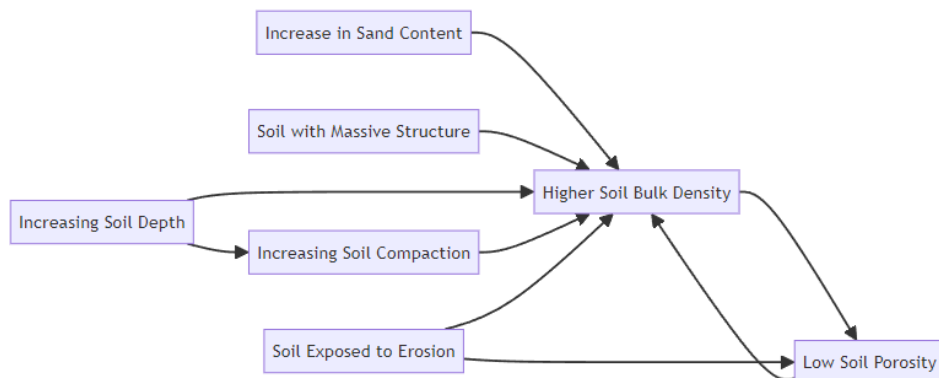 Increase in Sand Content
Soil with Massive Structure
Higher Soil Bulk Density
Increasing Soil Depth
Increasing Soil Compaction
Soil Exposed to Erosion
Low Soil Porosity